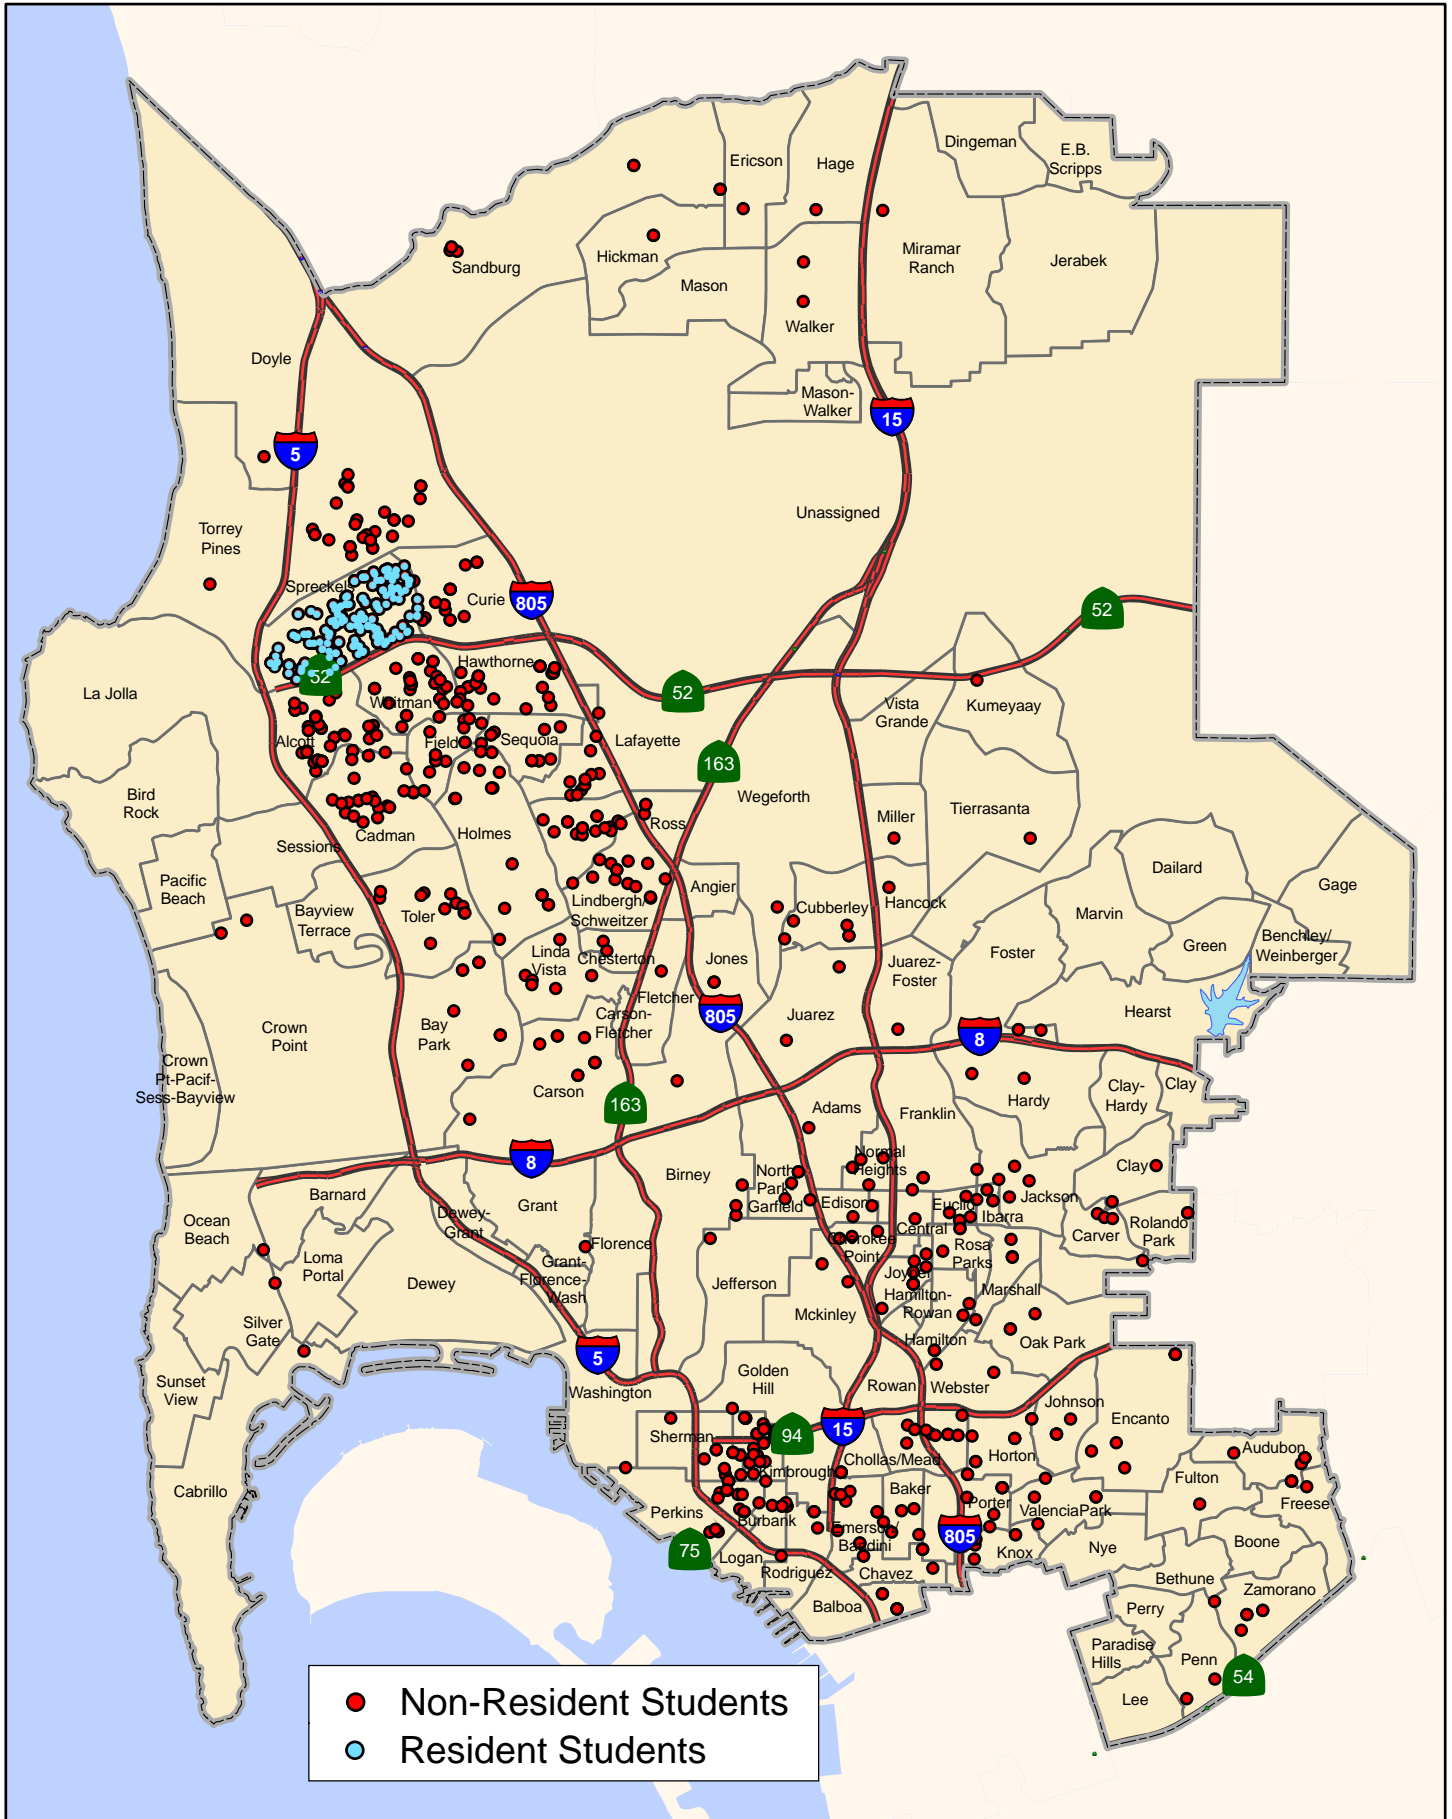 Dingeman
E.B.
Scripps
Ericson
Hage
Miramar
Ranch
Jerabek
Hickman
Sandburg
Mason
Walker
Doyle
Mason-
Walker
15
5
Unassigned
Torrey
Pines
Spreckels
Curie
805
52
Hawthorne
52
52
La Jolla
Whitman
Vista
Grande
Kumeyaay
Alcott
Field
Sequoia
Lafayette
163
Bird
Rock
Wegeforth
Tierrasanta
Miller
Ross
Cadman
Holmes
Sessions
Dailard
Pacific
Beach
Angier
Gage
Bayview
Terrace
Toler
Lindbergh/
Schweitzer
Cubberley
Hancock
Marvin
Green
Benchley/
Weinberger
Linda
Vista
Chesterton
Jones
Juarez-
Foster
Foster
Fletcher
Hearst
Crown
Point
Bay
Park
Carson-
Fletcher
805
Juarez
8
Crown
Pt-Pacif-
Sess-Bayview
Carson
163
Hardy
Clay-
Hardy
Clay
Adams
Franklin
8
Birney
North
Park
Normal
Heights
Clay
Barnard
Grant
Garfield
Edison
Euclid
Jackson
Ibarra
Ocean
Beach
Dewey-
Grant
Florence
Cherokee
Point
Central
Rosa
Parks
Carver
Rolando
Park
Loma
Portal
Grant-
Florence-
Wash
Dewey
Jefferson
Joyner
Hamilton-
Rowan
Marshall
Mckinley
Silver
Gate
Hamilton
Oak Park
5
Golden
Hill
Sunset
View
Washington
Rowan
Webster
Johnson
Encanto
Sherman
94
15
Chollas/Mead
Horton
Audubon
Kimbrough
Fulton
Cabrillo
Baker
Porter
ValenciaPark
Freese
Perkins
Burbank
Emerson/
Bandini
805
75
Logan
Knox
Nye
Boone
Rodriguez
Chavez
Bethune
Zamorano
Balboa
Perry
Paradise
Hills
Penn
54
Lee
Non-Resident Students
Resident Students